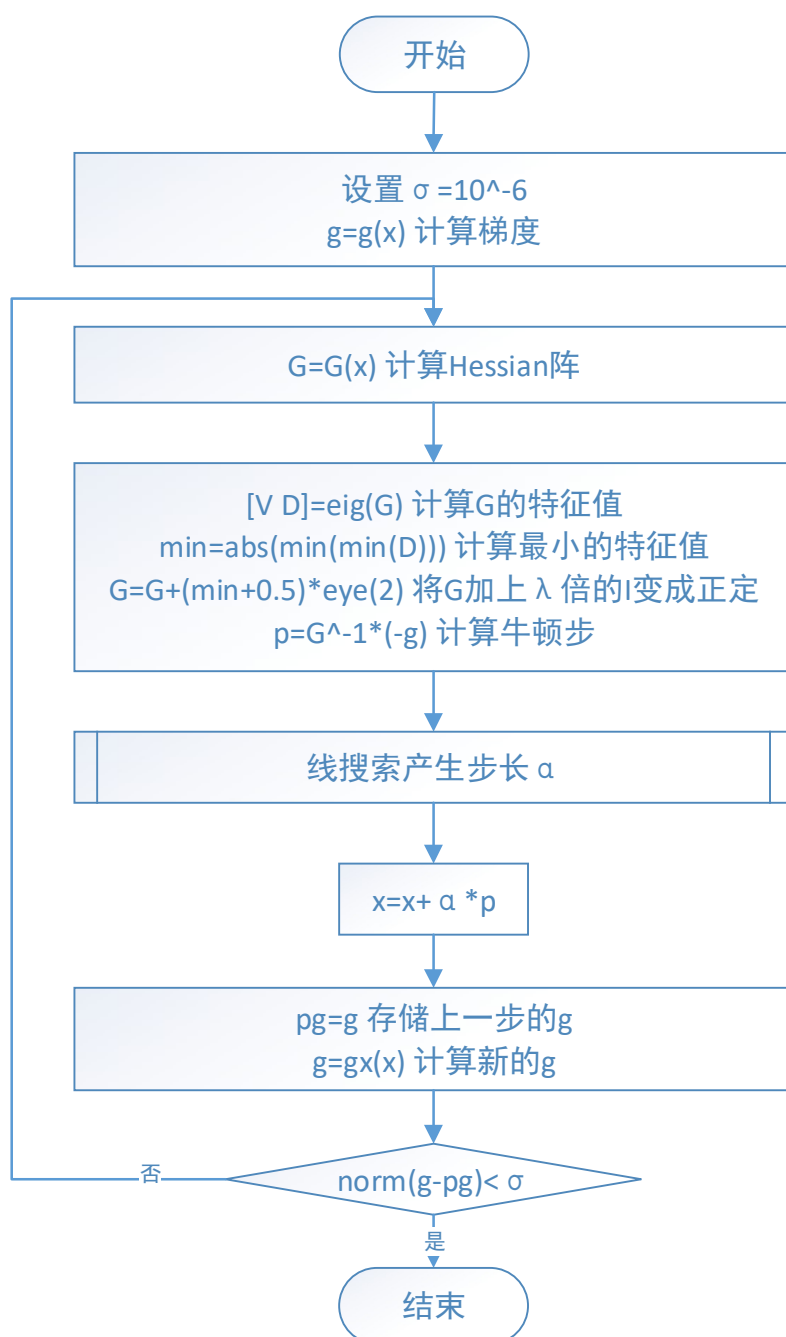 开始
设置 σ =10^-6
g=g(x) 计算梯度
G=G(x) 计算Hessian阵
[V D]=eig(G) 计算G的特征值
min=abs(min(min(D))) 计算最小的特征值
G=G+(min+0.5)*eye(2) 将G加上 λ 倍的I变成正定
p=G^-1*(-g) 计算牛顿步
线搜索产生步长 α
x=x+ α *p
pg=g 存储上一步的g
g=gx(x) 计算新的g
否
norm(g-pg)< σ
是
结束